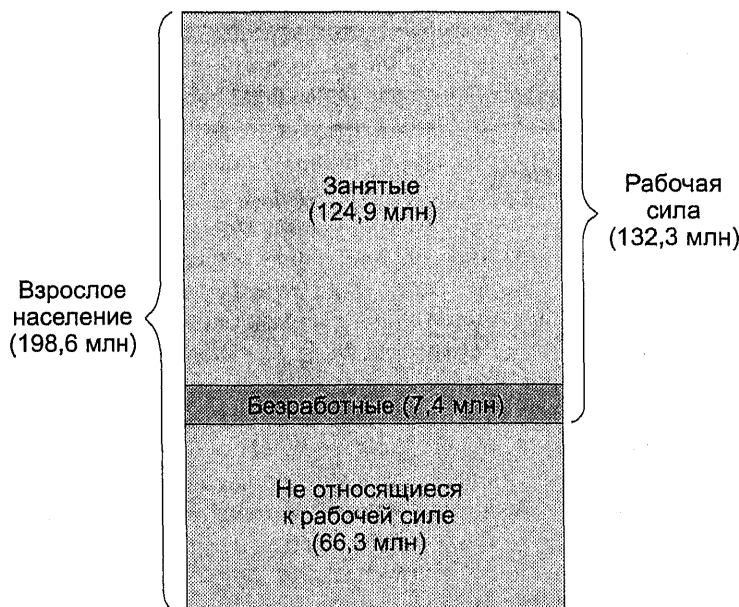 Занятые
(124,9 млн)
Рабочая
сила
(132,3 млн)
Взрослое
население
(198,6 млн)
Безработные (7,4 млн)
Не относящиеся
к рабочей силе
(66,3 млн)